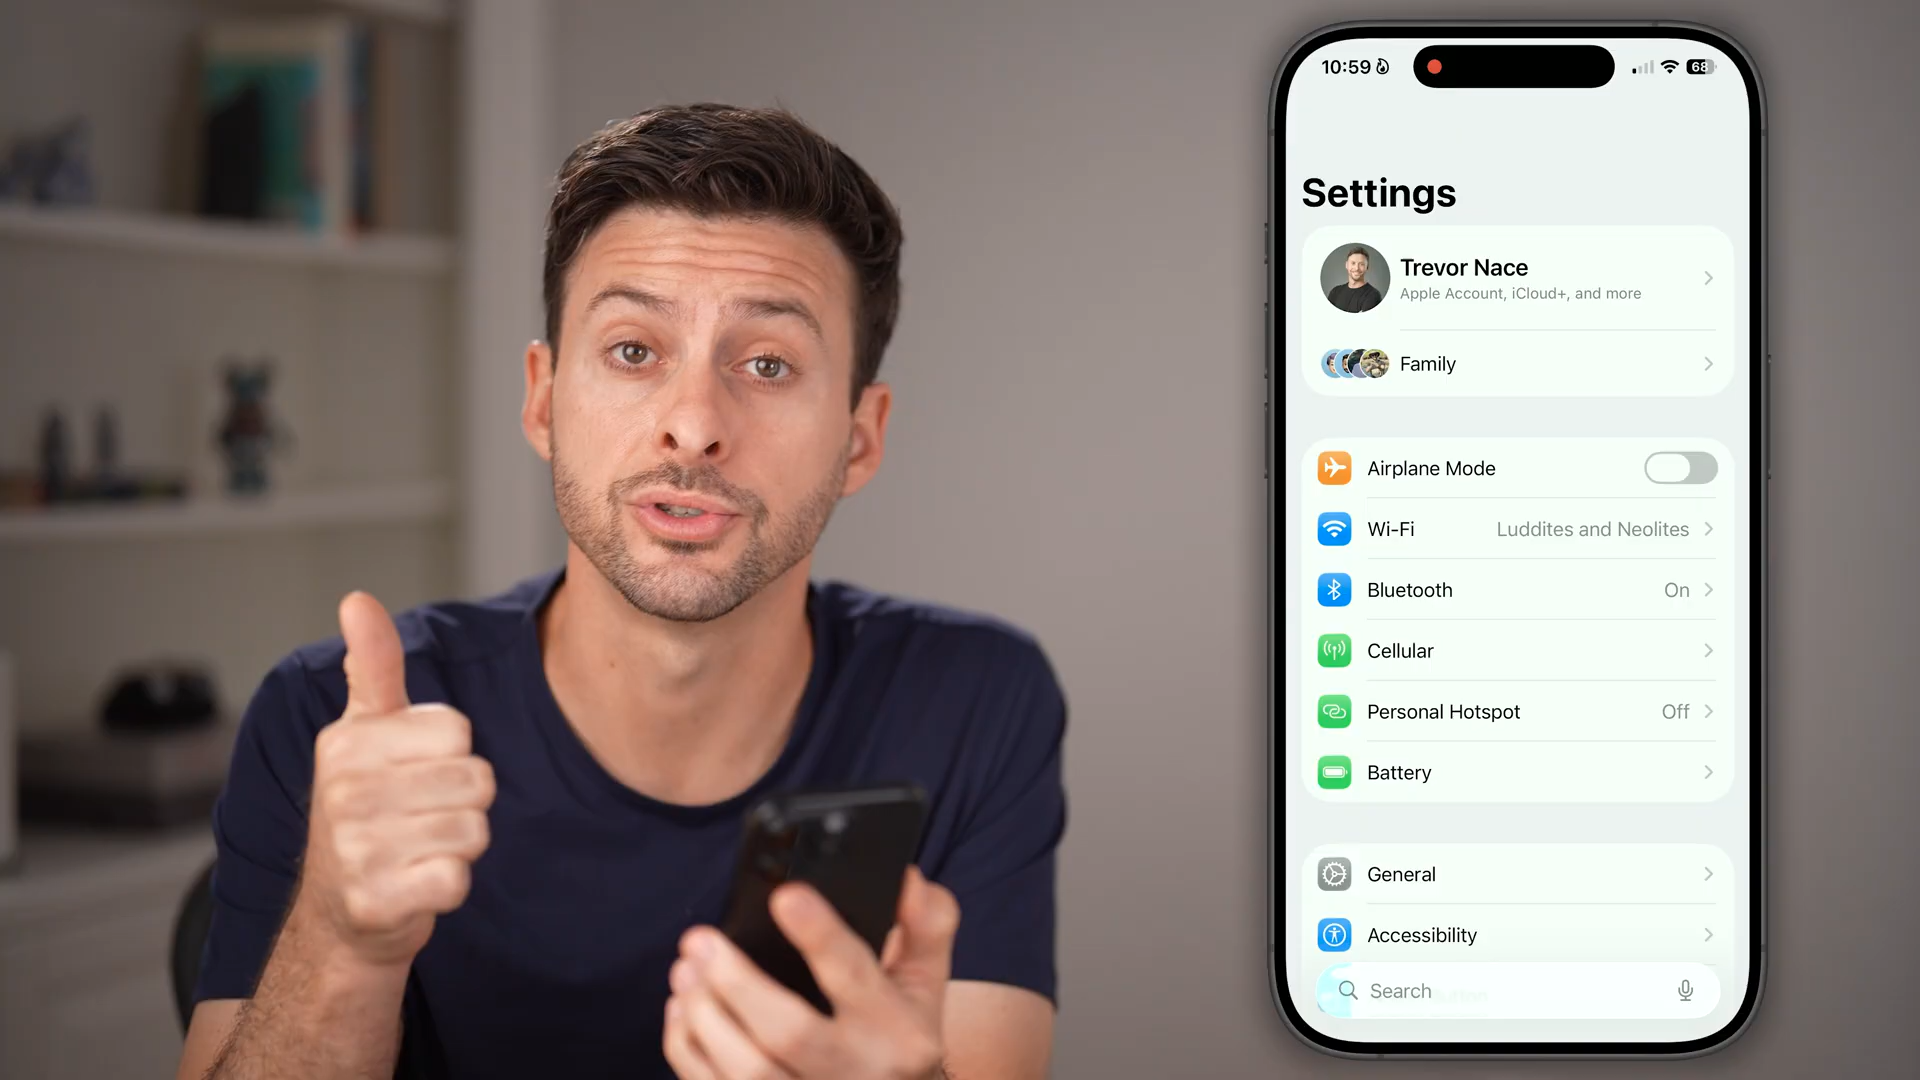 10:59
68
Settings
Trevor Nace
Apple Account, iCloud+, and more
Family
Airplane Mode
Wi-Fi Luddites and Neolites
Bluetooth On
Cellular
Personal Hotspot Off
Battery
General
Accessibility
Search